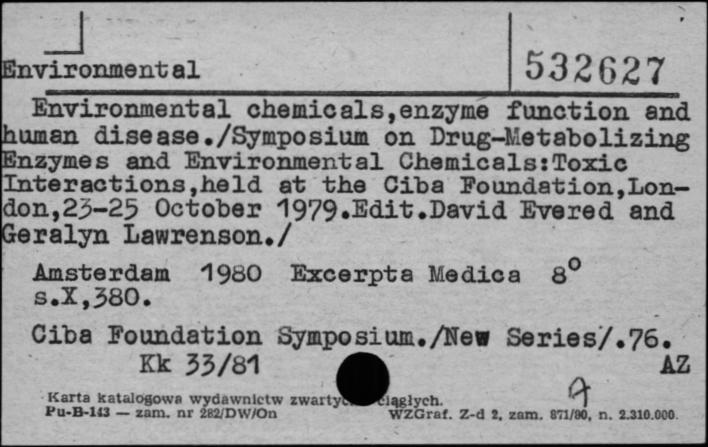 Environmental
532627
Environmental chemicals,enzyme function and
human disease./Symposium on Drug-Metabolizing
Enzymes and Environmental Chemicals:Toxic
Interactions,held at the Ciba Foundation,Lon-
don,23-25 October 1979.Edit.David Evered and
Geralyn Lawrenson./
Amsterdam 1980 Excerpta Medica 8°
s.X,380.
Ciba Foundation Symposium./New Series/.76.
Kk 33/81 AZ
Karta katalogowa wydawnictw ciągłych.
Pu-B-143 — zam. nr 282/DW/On WZGraf. Z-d 2, zam. 871/80, n. 2.310.000.